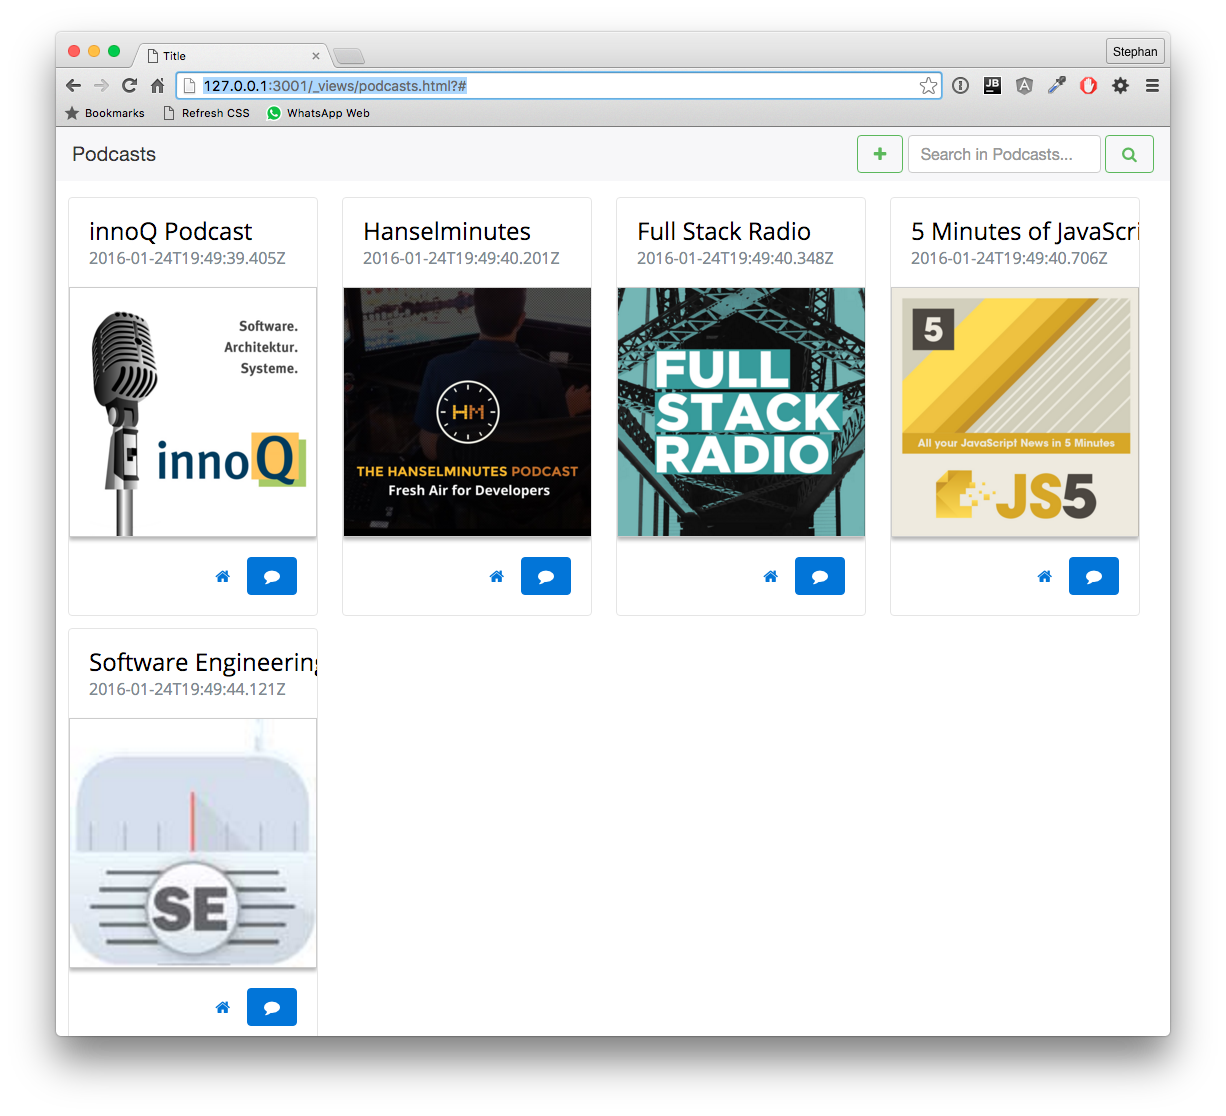 Title
Stephan
127.0.0.1:3001/_views/podcasts.html?#
JB
Bookmarks
Refresh CSS
WhatsApp Web
Podcasts
Search in Podcasts...
innoQ Podcast
2016-01-24T19:49:39.405Z
Software.
Architektur.
Systeme.
innoQ
Hanselminutes
2016-01-24T19:49:40.201Z
HM
THE HANSELMINUTES PODCAST
Fresh Air for Developers
Full Stack Radio
2016-01-24T19:49:40.348Z
FULL
STACK
RADIO
5 Minutes of JavaScri
2016-01-24T19:49:40.706Z
5
All your JavaScript News in 5 Minutes
JS5
Software Engineering
2016-01-24T19:49:44.121Z
SE